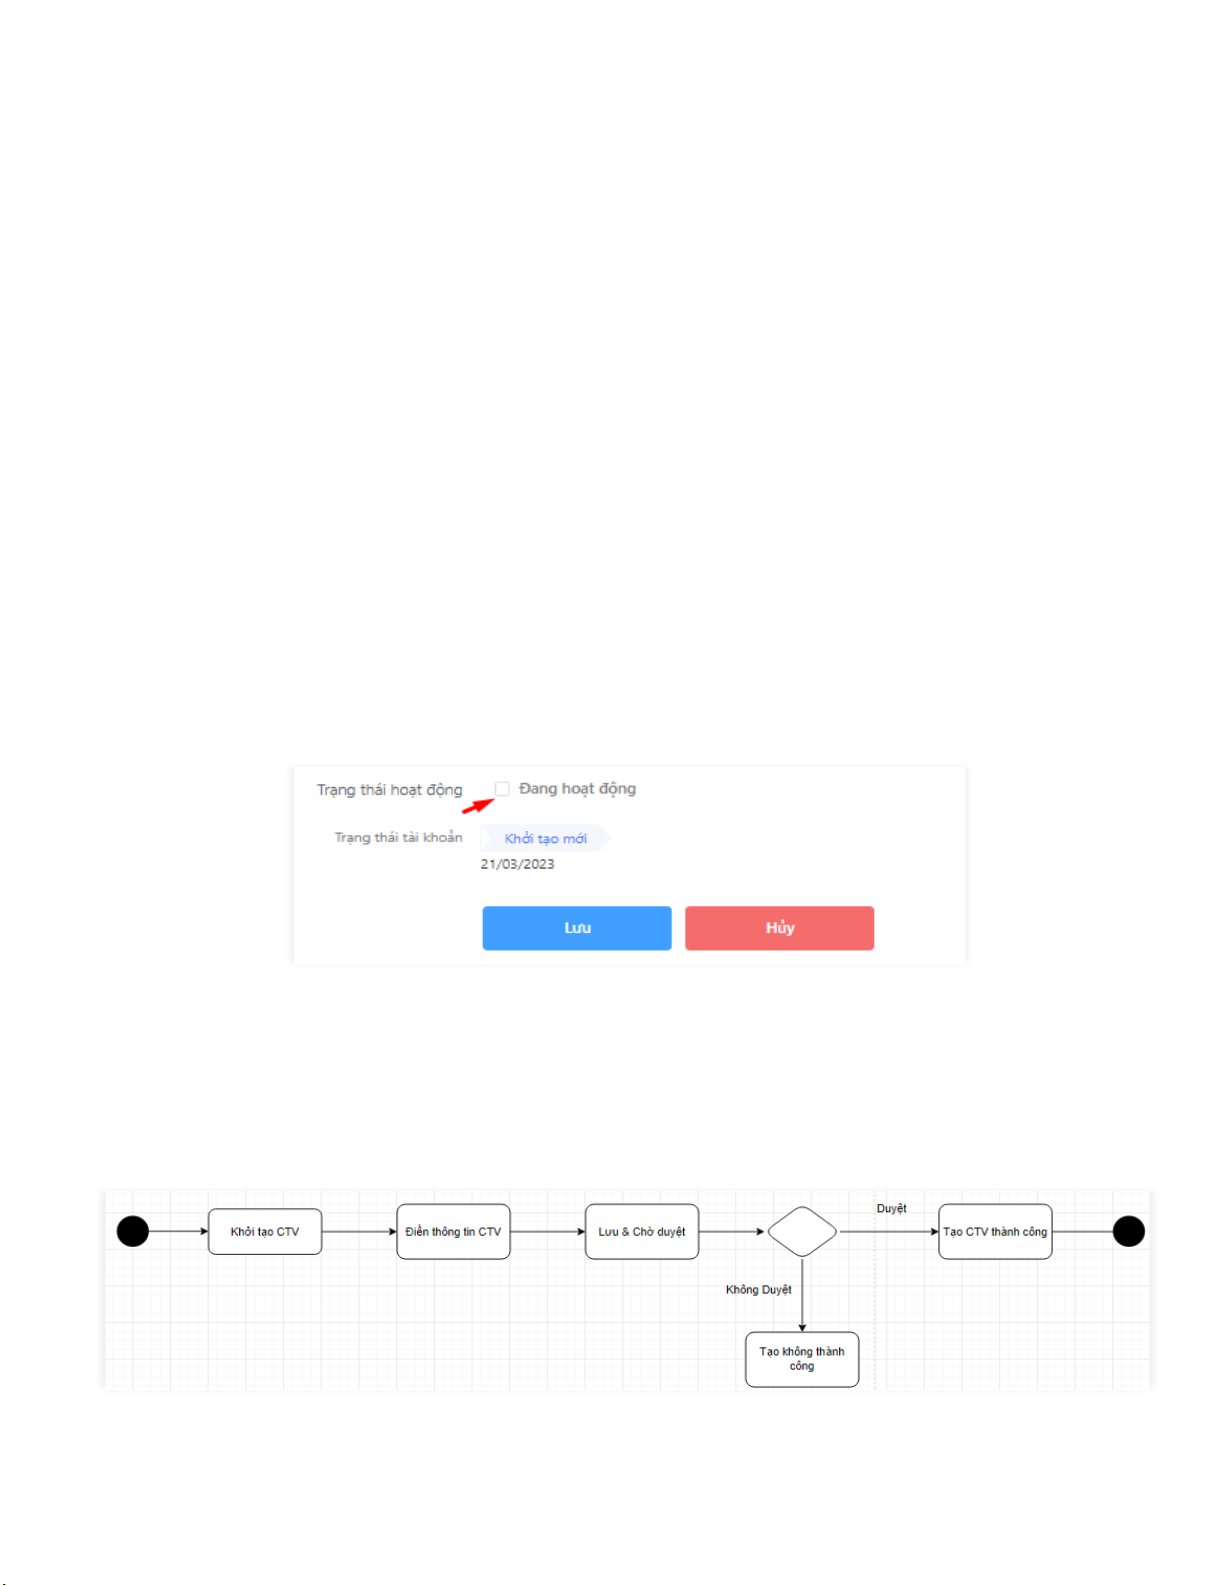 Trạng thái hoạt động
Đang hoạt động
Trạng thái tài khoản
Khởi tạo mới
21/03/2023
Lưu
Hủy
Khởi tạo CTV
Điền thông tin CTV
Lưu & Chờ duyệt
Duyệt
Tạo CTV thành công
Không Duyệt
Tạo không thành
công